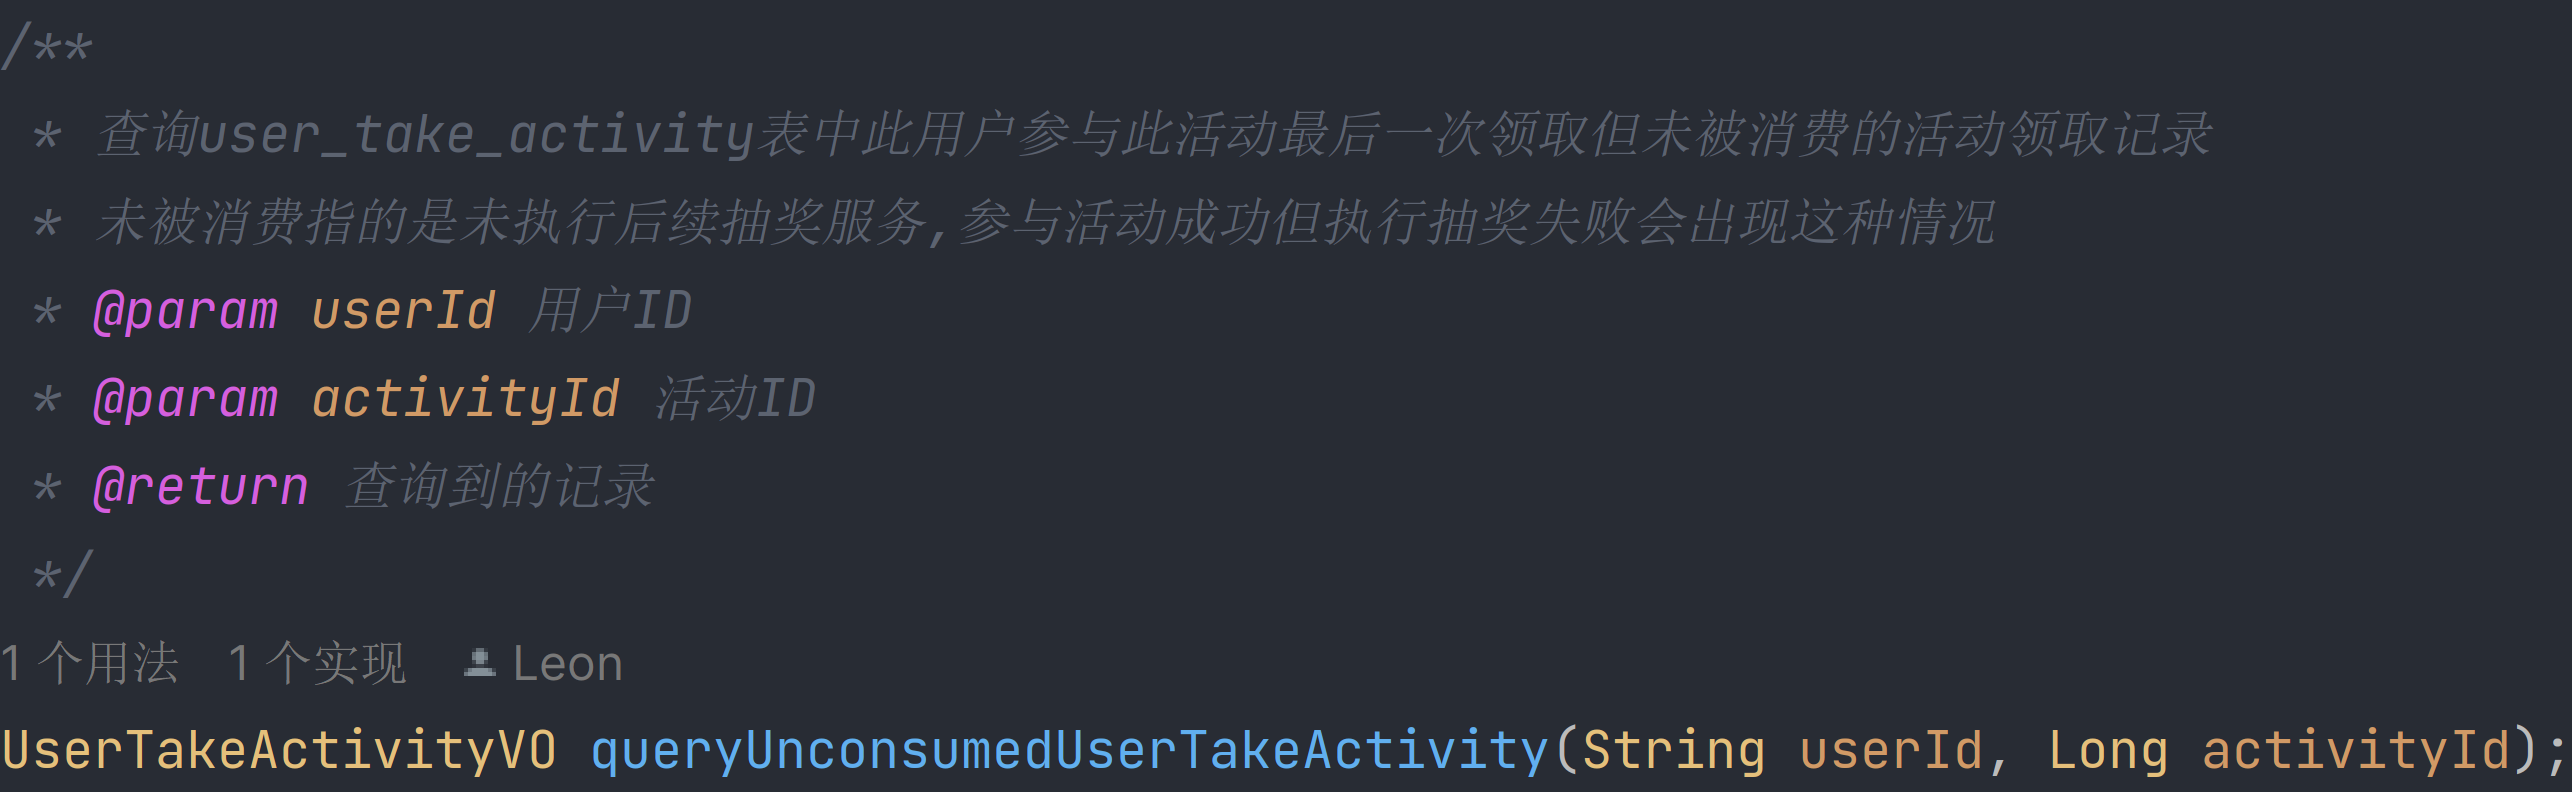 /**
 * 查询user_take_activity表中此用户参与此活动最后一次领取但未被消费的活动领取记录
 * 未被消费指的是未执行后续抽奖服务,参与活动成功但执行抽奖失败会出现这种情况
 * @param userId 用户ID
 * @param activityId 活动ID
 * @return 查询到的记录
 */
1 个用法 1 个实现 Leon
UserTakeActivityVO queryUnconsumedUserTakeActivity(String userId, Long activityId);